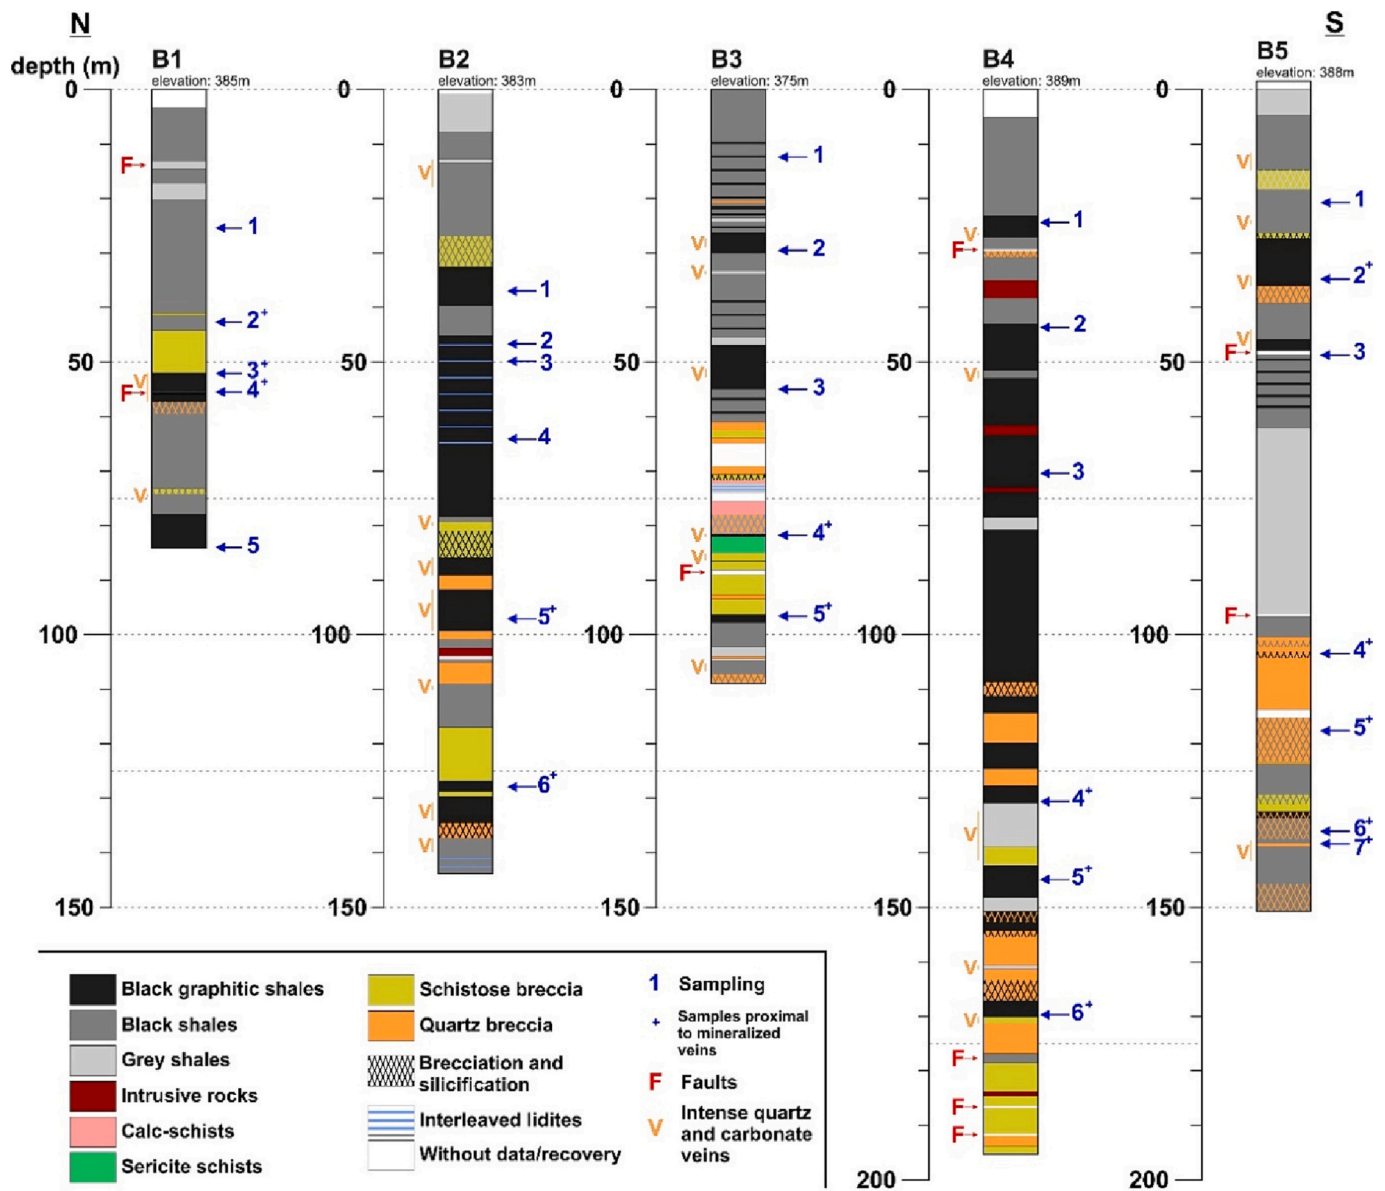 N
S
depth (m)
B1
elevation: 385m
B2
elevation: 383m
B3
elevation: 375m
B4
elevation: 389m
B5
elevation: 388m
0
50
100
150
F
1
2+
3+
4+
V
F
V
5
0
50
100
150
V
1
2
3
4
V
V
V
5+
V
6+
V
V
0
50
100
150
1
V
2
V
V
3
V
4+
V
F
5+
V
0
50
100
150
200
1
V
F
2
V
3
4+
V
5+
V
6+
V
F
F
F
0
50
100
150
200
V
1
V
2+
V
V
F
3
F
4+
5+
6+
7+
V
Black graphitic shales
Black shales
Grey shales
Intrusive rocks
Calc-schists
Sericite schists
Schistose breccia
Quartz breccia
Brecciation and
silicification
Interleaved lidites
Without data/recovery
1 Sampling
+ Samples proximal
to mineralized
veins
F Faults
V Intense quartz
and carbonate
veins